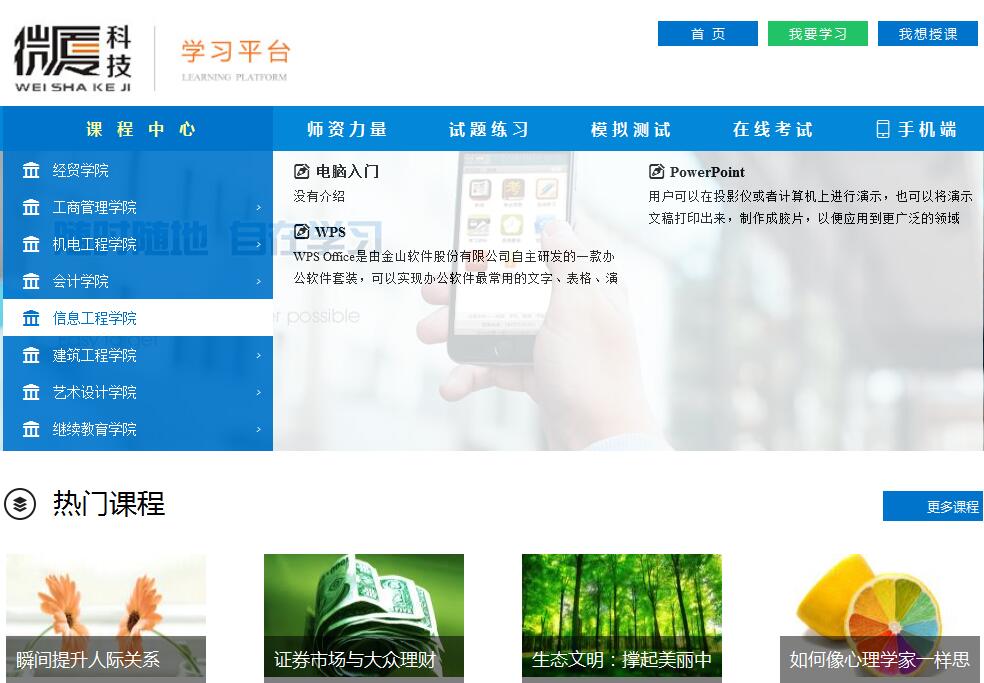 微厦科技
WEI SHA KE JI
学习平台
LEARNING PLATFORM
首 页
我要学习
我想授课
课 程 中 心
师资力量
试题练习
模拟测试
在线考试
手机端
经贸学院
工商管理学院
机电工程学院
会计学院
信息工程学院
建筑工程学院
艺术设计学院
继续教育学院
随时随地 自在学习
possible
电脑入门
没有介绍
WPS
WPS Office是由金山软件股份有限公司自主研发的一款办
公软件套装，可以实现办公软件最常用的文字、表格、演
PowerPoint
用户可以在投影仪或者计算机上进行演示，也可以将演示
文稿打印出来，制作成胶片，以便应用到更广泛的领域
热门课程
更多课程
瞬间提升人际关系
证券市场与大众理财
生态文明：撑起美丽中
如何像心理学家一样思